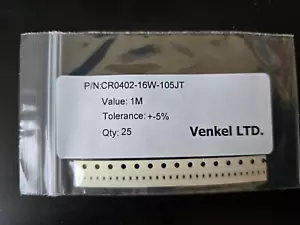 P/N:CR0402-16W-105JT
Value: 1M
Tolerance: +-5%
Qty: 25
Venkel LTD.